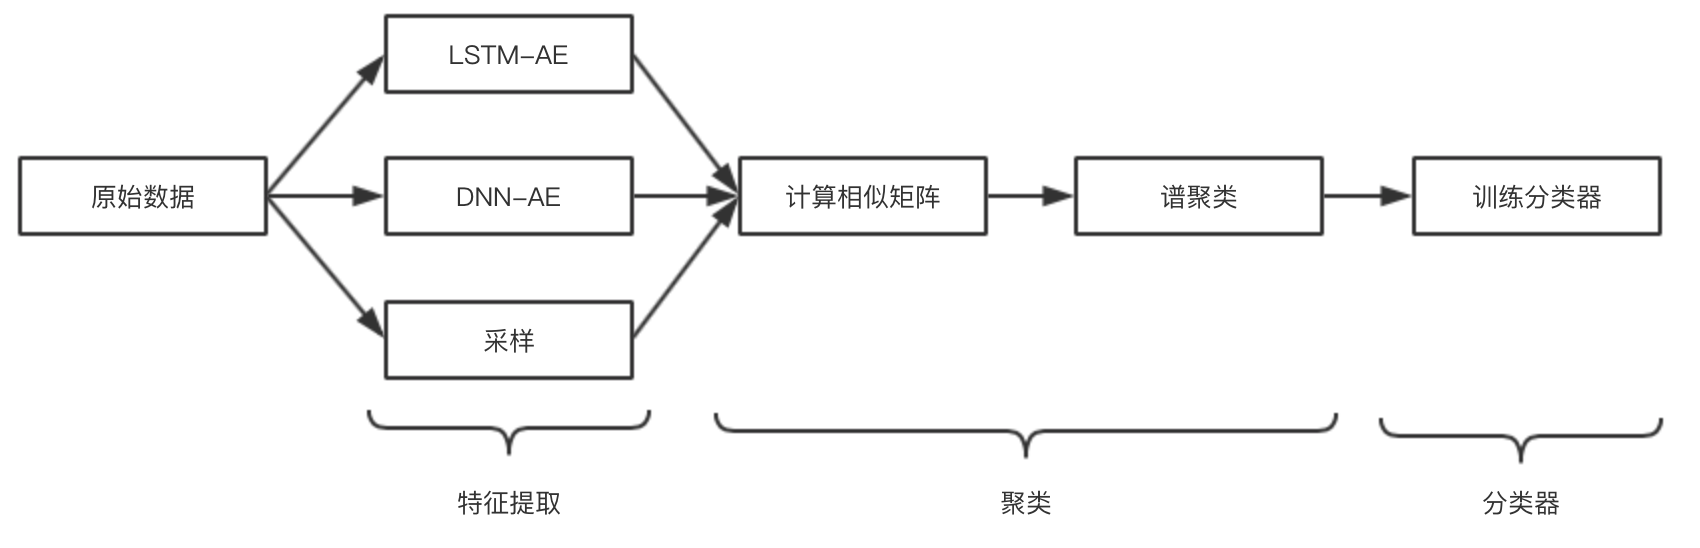 LSTM-AE
原始数据
DNN-AE
计算相似矩阵
谱聚类
训练分类器
采样
特征提取
聚类
分类器